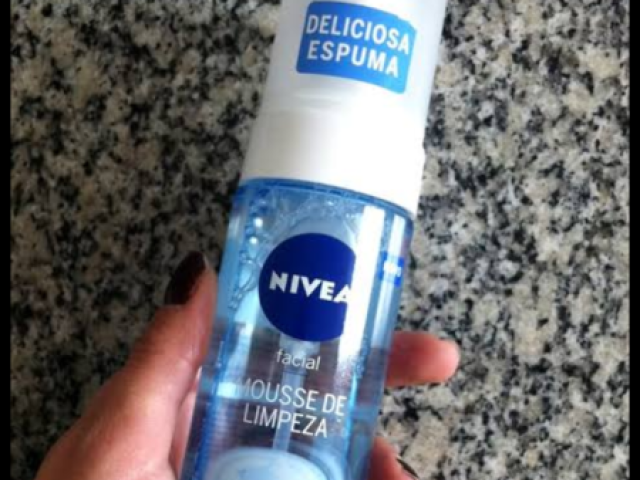 DELICIOSA
ESPUMA
NIVEA
facial
MOUSSE DE
LIMPEZA